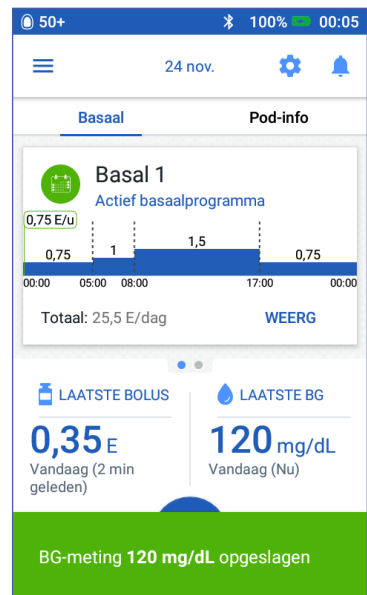 50+ 100% 00:05
24 nov.
Basaal Pod-info
Basal 1
Actief basaalprogramma
0,75 E/u
0,75 1 1,5 0,75
00:00 05:00 08:00 17:00 00:00
Totaal: 25,5 E/dag WEERG
LAATSTE BOLUS LAATSTE BG
0,35 E 120 mg/dL
Vandaag (2 min Vandaag (Nu)
geleden)
BG-meting 120 mg/dL opgeslagen